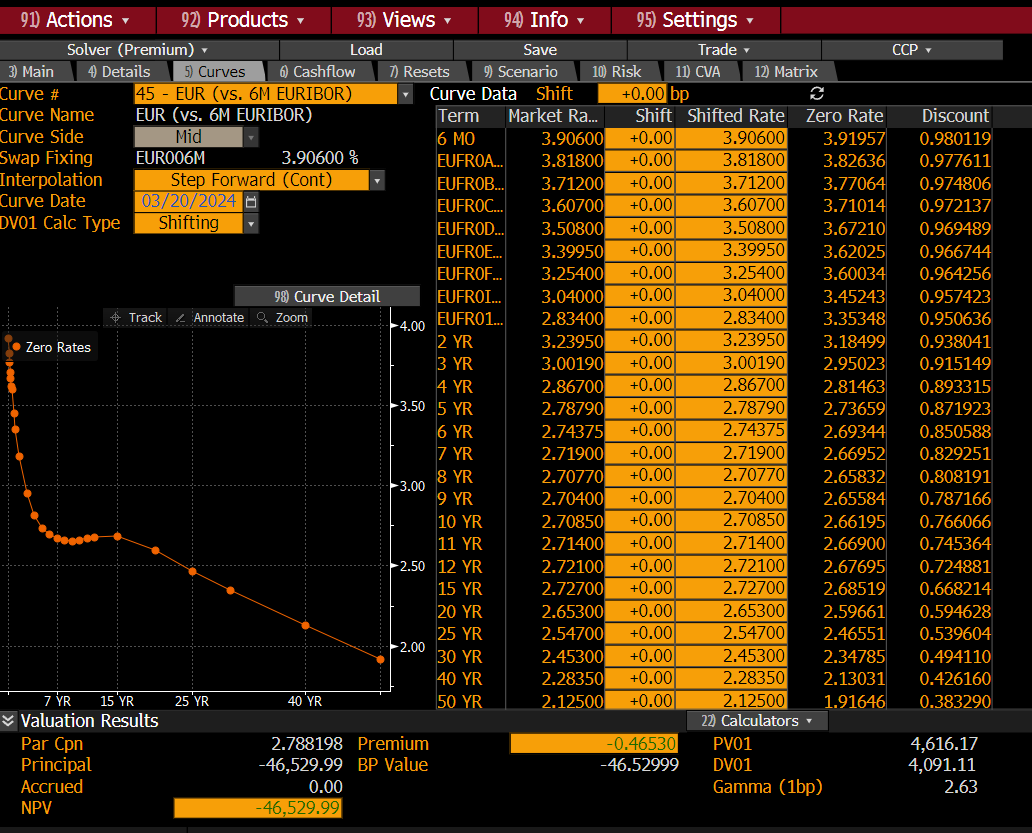 91) Actions 92) Products 93) Views 94) Info 95) Settings
Solver (Premium) Load Save Trade CCP
3) Main 4) Details 5) Curves 6) Cashflow 7) Resets 9) Scenario 10) Risk 11) CVA 12) Matrix
Curve # 45 - EUR (vs. 6M EURIBOR)
Curve Name EUR (vs. 6M EURIBOR)
Curve Side Mid
Swap Fixing EUR006M 3.90600 %
Interpolation Step Forward (Cont)
Curve Date 03/20/2024
DV01 Calc Type Shifting
98) Curve Detail
Track Annotate Zoom
Zero Rates
4.00
3.50
3.00
2.50
2.00
7 YR 15 YR 25 YR 40 YR
Curve Data Shift +0.00 bp
Term Market Ra... Shift Shifted Rate Zero Rate Discount
6 MO 3.90600 +0.00 3.90600 3.91957 0.980119
EUFR0A... 3.81800 +0.00 3.81800 3.82636 0.977611
EUFR0B... 3.71200 +0.00 3.71200 3.77064 0.974806
EUFR0C... 3.60700 +0.00 3.60700 3.71014 0.972137
EUFR0D... 3.50800 +0.00 3.50800 3.67210 0.969489
EUFR0E... 3.39950 +0.00 3.39950 3.62025 0.966744
EUFR0F... 3.25400 +0.00 3.25400 3.60034 0.964256
EUFR0I... 3.04000 +0.00 3.04000 3.45243 0.957423
EUFR01... 2.83400 +0.00 2.83400 3.35348 0.950636
2 YR 3.23950 +0.00 3.23950 3.18499 0.938041
3 YR 3.00190 +0.00 3.00190 2.95023 0.915149
4 YR 2.86700 +0.00 2.86700 2.81463 0.893315
5 YR 2.78790 +0.00 2.78790 2.73659 0.871923
6 YR 2.74375 +0.00 2.74375 2.69344 0.850588
7 YR 2.71900 +0.00 2.71900 2.66952 0.829251
8 YR 2.70770 +0.00 2.70770 2.65832 0.808191
9 YR 2.70400 +0.00 2.70400 2.65584 0.787166
10 YR 2.70850 +0.00 2.70850 2.66195 0.766066
11 YR 2.71400 +0.00 2.71400 2.66900 0.745364
12 YR 2.72100 +0.00 2.72100 2.67695 0.724881
15 YR 2.72700 +0.00 2.72700 2.68519 0.668214
20 YR 2.65300 +0.00 2.65300 2.59661 0.594628
25 YR 2.54700 +0.00 2.54700 2.46551 0.539604
30 YR 2.45300 +0.00 2.45300 2.34785 0.494110
40 YR 2.28350 +0.00 2.28350 2.13031 0.426160
50 YR 2.12500 +0.00 2.12500 1.91646 0.383290
Valuation Results 22) Calculators
Par Cpn 2.788198 Premium -0.46530 PV01 4,616.17
Principal -46,529.99 BP Value -46.52999 DV01 4,091.11
Accrued 0.00 Gamma (1bp) 2.63
NPV -46,529.99